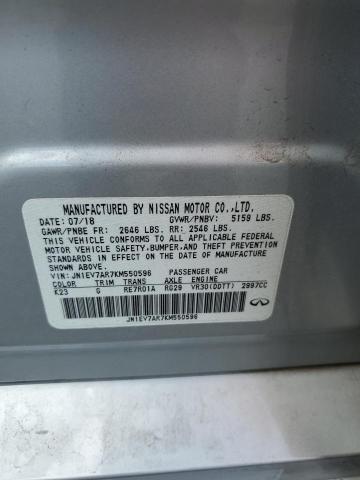 MANUFACTURED BY NISSAN MOTOR CO.,LTD.
DATE: 07/18 GVWR/PNBV: 5159 LBS.
GAWR/PNBE FR: 2646 LBS. RR: 2546 LBS.
THIS VEHICLE CONFORMS TO ALL APPLICABLE FEDERAL
MOTOR VEHICLE SAFETY, BUMPER, AND THEFT PREVENTION
STANDARDS IN EFFECT ON THE DATE OF MANUFACTURE
SHOWN ABOVE.
VIN: JN1EV7AR7KM550596 PASSENGER CAR
COLOR TRIM TRANS AXLE ENGINE
K23 G RE7R01A RG29 VR30(DDTT) 2997CC
JN1EV7AR7KM550596